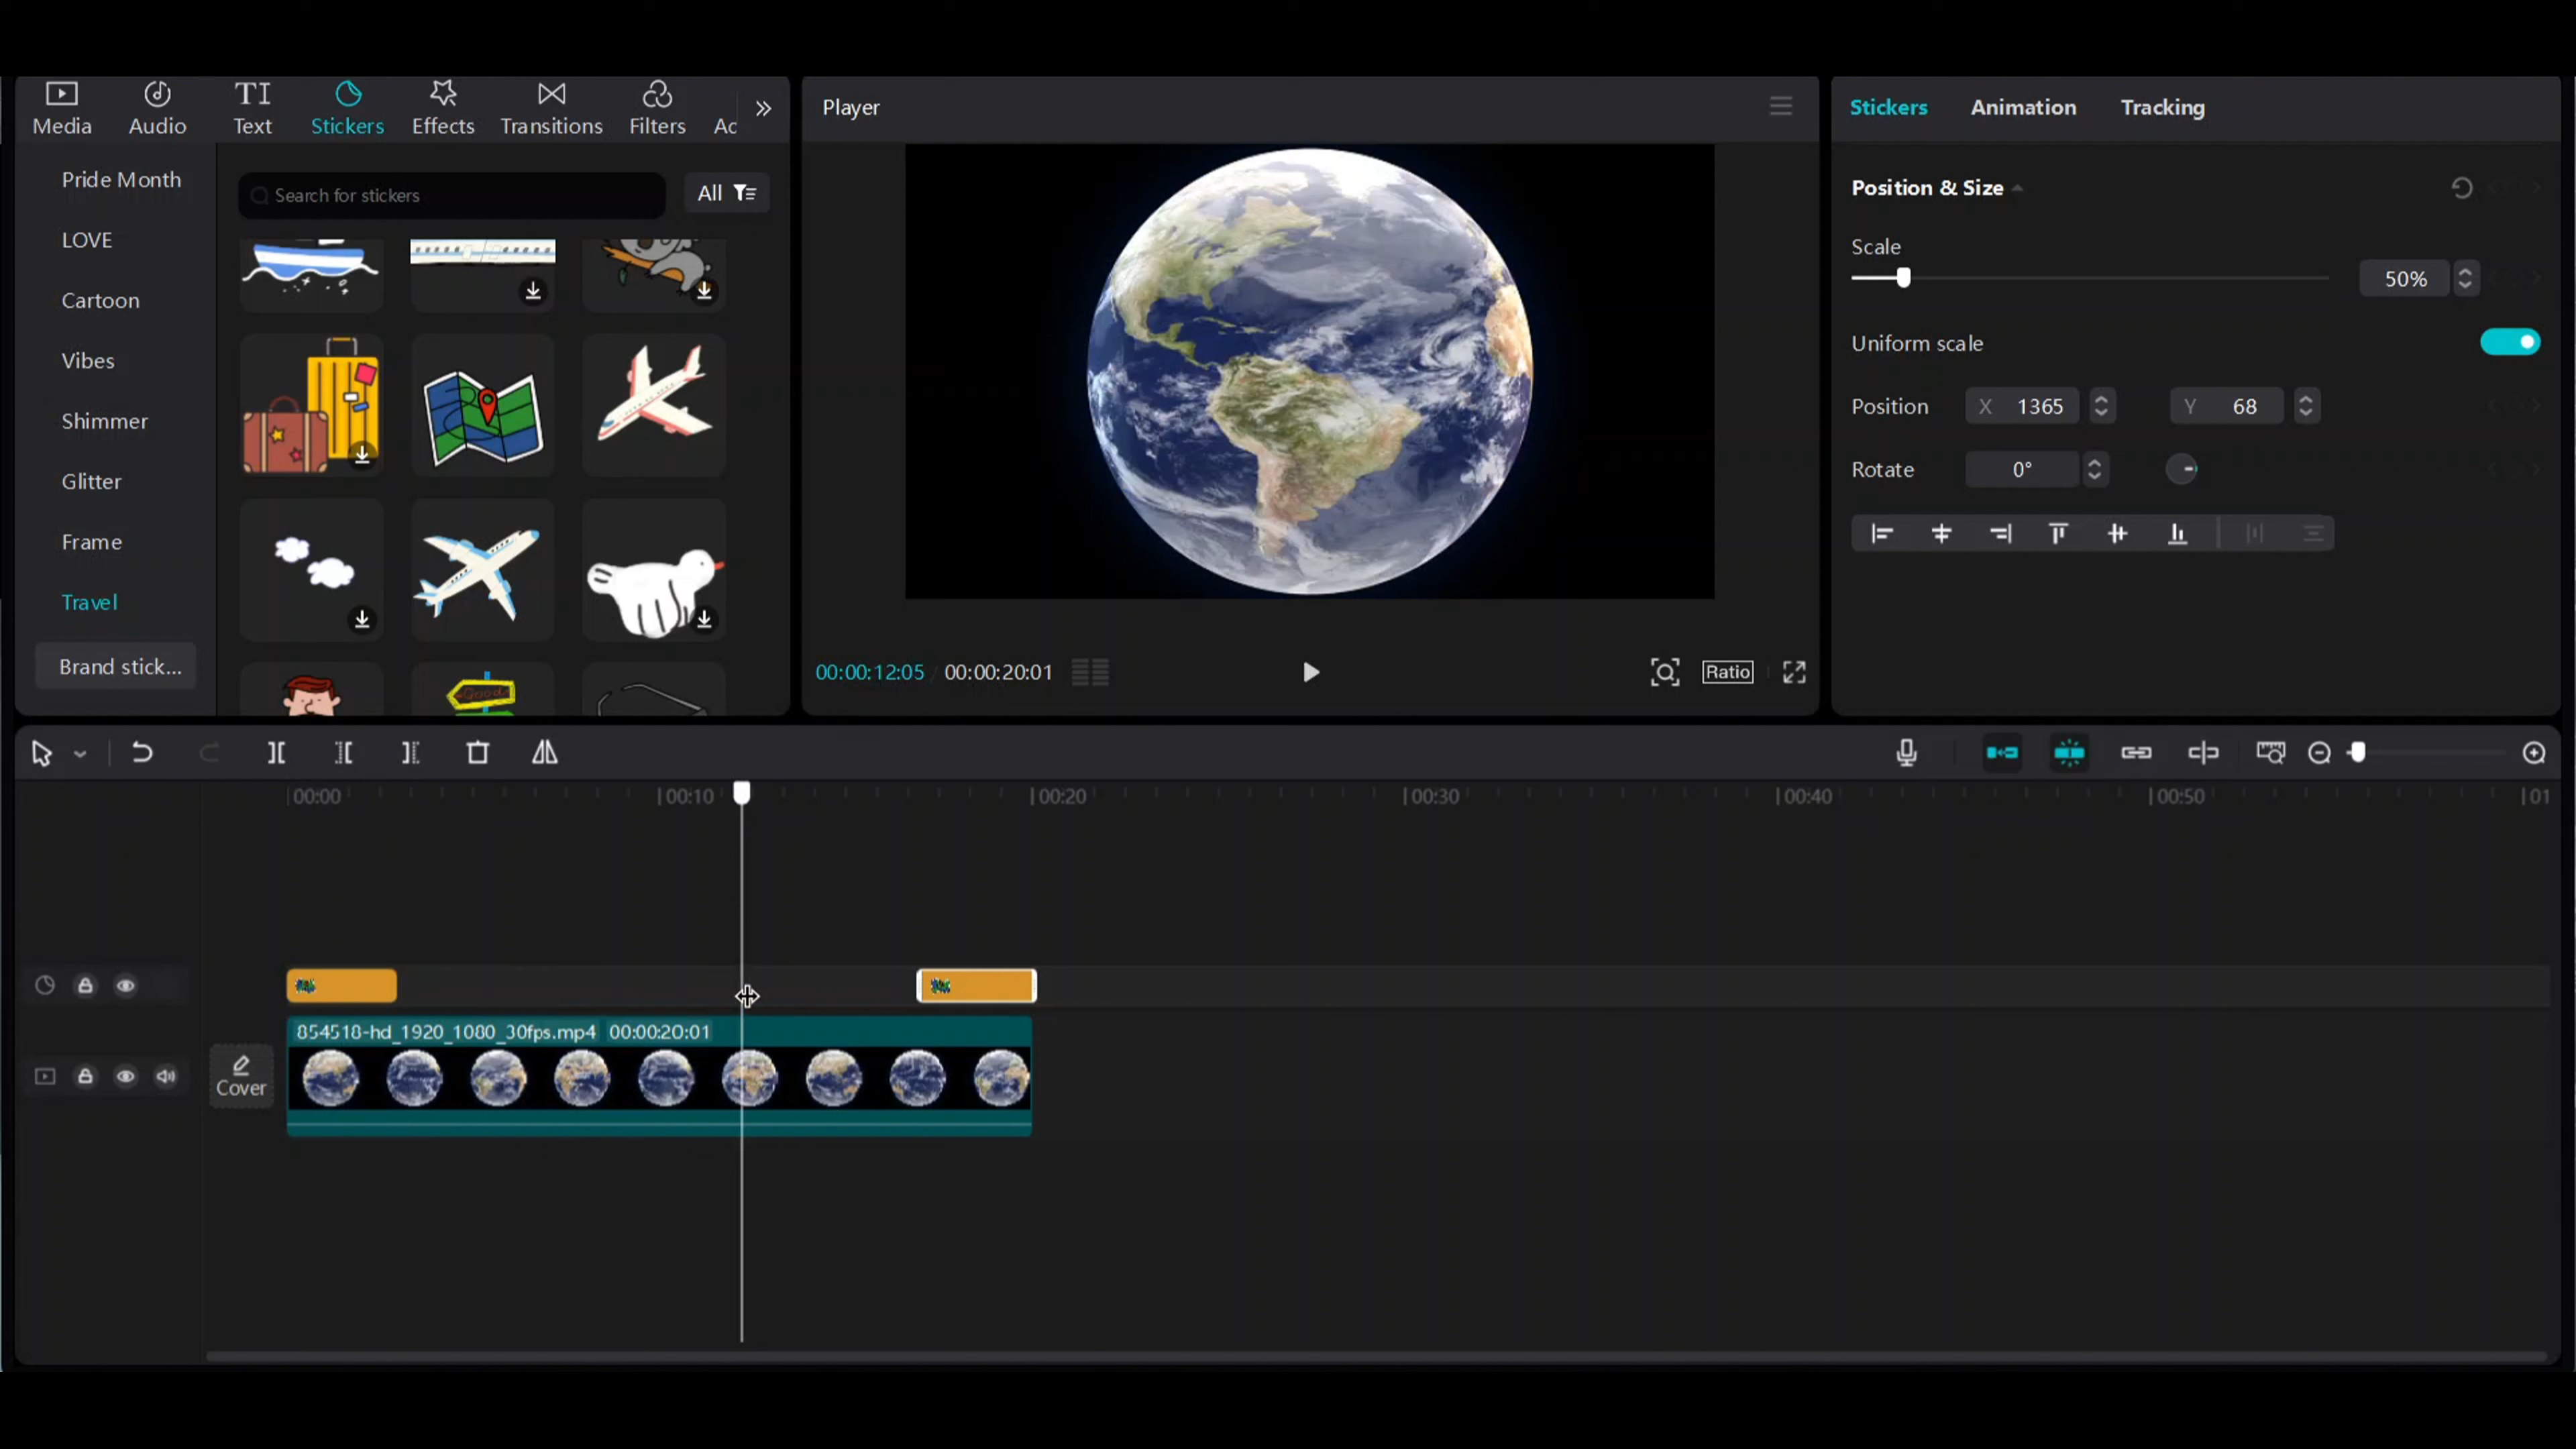 Media Audio Text Stickers Effects Transitions Filters Ac
Pride Month
LOVE
Cartoon
Vibes
Shimmer
Glitter
Frame
Travel
Brand stick...
Search for stickers
All
Good
Player
00:00:12:05 / 00:00:20:01
Ratio
Stickers Animation Tracking
Position & Size
Scale
50%
Uniform scale
Position X 1365 Y 68
Rotate 0°
00:00 00:10 00:20 00:30 00:40 00:50 01
854518-hd_1920_1080_30fps.mp4 00:00:20:01
Cover